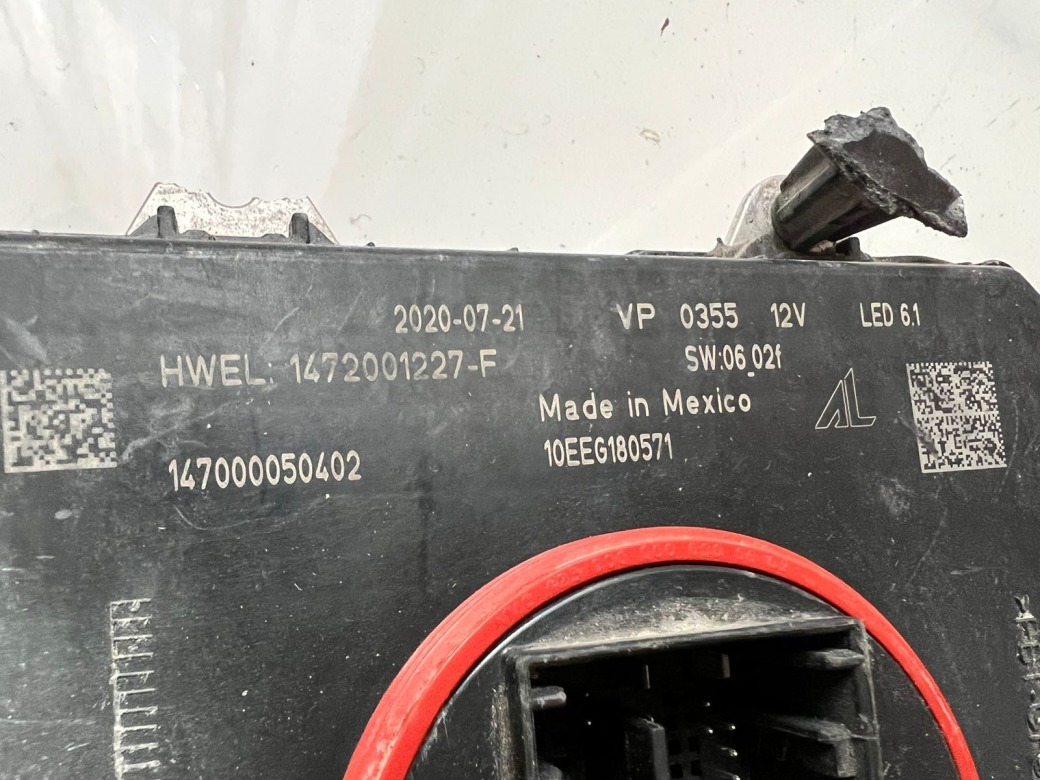 2020-07-21 VP 0355 12V LED 6.1
HWEL: 1472001227-F SW:06_02f
Made in Mexico AL
147000050402 10EEG180571